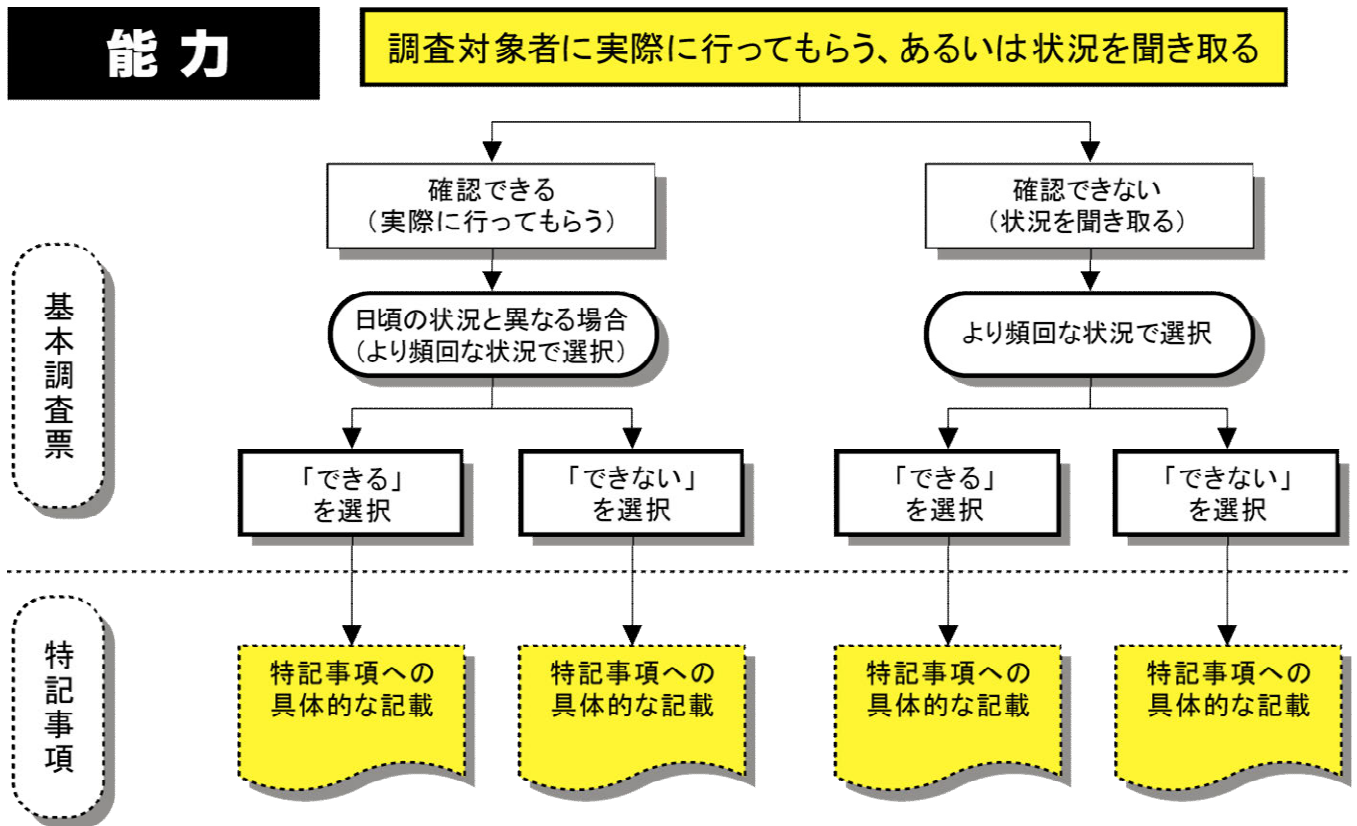 能力
調査対象者に実際に行ってもらう、あるいは状況を聞き取る
確認できる
（実際に行ってもらう）
確認できない
（状況を聞き取る）
基本調査票
日頃の状況と異なる場合
（より頻回な状況で選択）
より頻回な状況で選択
「できる」
を選択
「できない」
を選択
「できる」
を選択
「できない」
を選択
特記事項
特記事項への
具体的な記載
特記事項への
具体的な記載
特記事項への
具体的な記載
特記事項への
具体的な記載